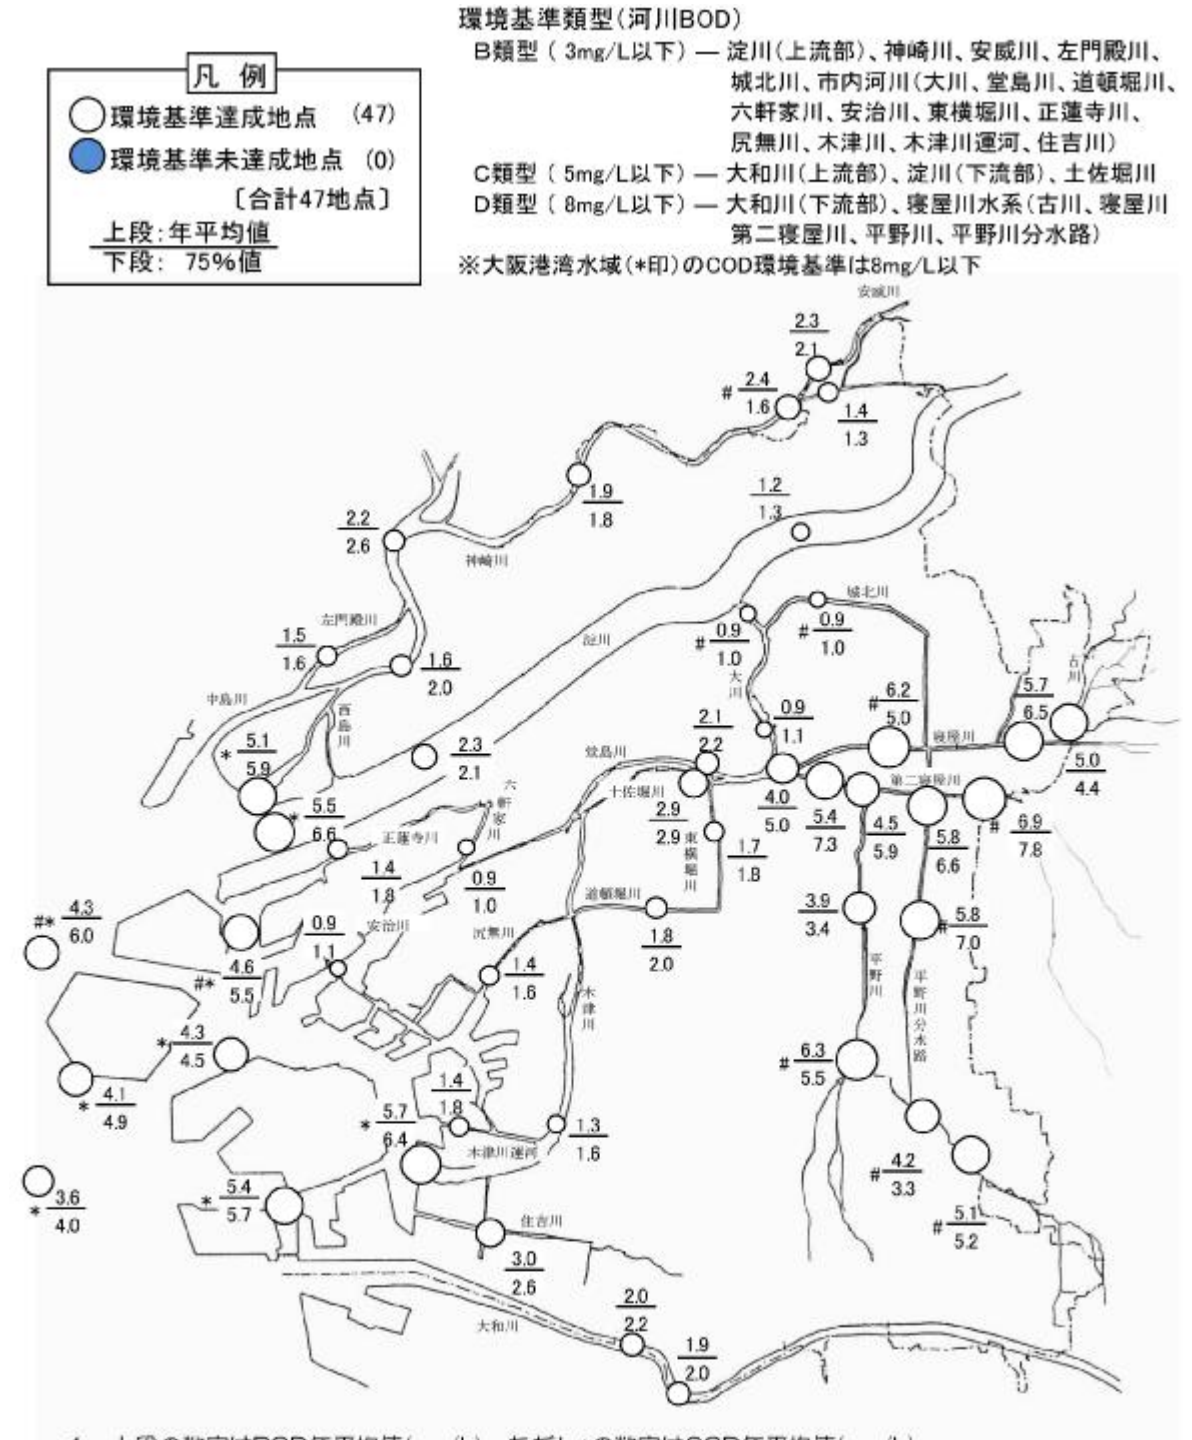 環境基準類型(河川BOD)
B類型 ( 3mg/L以下) ― 淀川(上流部)、神崎川、安威川、左門殿川、
城北川、市内河川(大川、堂島川、道頓堀川、
六軒家川、安治川、東横堀川、正蓮寺川、
尻無川、木津川、木津川運河、住吉川)
C類型 ( 5mg/L以下) ― 大和川(上流部)、淀川(下流部)、土佐堀川
D類型 ( 8mg/L以下) ― 大和川(下流部)、寝屋川水系(古川、寝屋川
第二寝屋川、平野川、平野川分水路)
※大阪港湾水域(*印)のCOD環境基準は8mg/L以下
凡 例
環境基準達成地点 (47)
環境基準未達成地点 (0)
〔合計47地点〕
上段:年平均値
下段: 75%値
安威川
2.3
2.1
# 2.4
1.6
1.4
1.3
1.9
1.8
1.2
1.3
2.2
2.6
神崎川
左門殿川
1.5
1.6
1.6
2.0
中島川
西島川
淀川
城北川
# 0.9
1.0
# 0.9
1.0
大川
古川
5.7
6.5
# 6.2
5.0
寝屋川
5.0
4.4
0.9
1.1
2.1
2.2
堂島川
土佐堀川
2.9
2.9
4.0
5.0
5.4
7.3
第二寝屋川
4.5
5.9
5.8
6.6
# 6.9
7.8
* 5.1
5.9
2.3
2.1
* 5.5
6.6
六軒家川
正蓮寺川
1.4
1.8
0.9
1.0
東横堀川
1.7
1.8
道頓堀川
1.8
2.0
3.9
3.4
# 5.8
7.0
平野川
平野川分水路
#* 4.3
6.0
0.9
1.1
安治川
尻無川
#* 4.6
5.5
1.4
1.6
木津川
* 4.3
4.5
* 4.1
4.9
1.4
1.8
* 5.7
6.4
木津川運河
1.3
1.6
# 6.3
5.5
# 4.2
3.3
# 5.1
5.2
* 3.6
4.0
* 5.4
5.7
住吉川
3.0
2.6
大和川
2.0
2.2
1.9
2.0